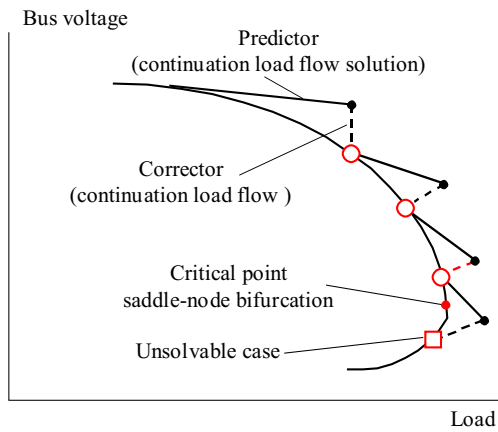 Bus voltage
Predictor
(continuation load flow solution)
Corrector
(continuation load flow )
Critical point
saddle-node bifurcation
Unsolvable case
Load